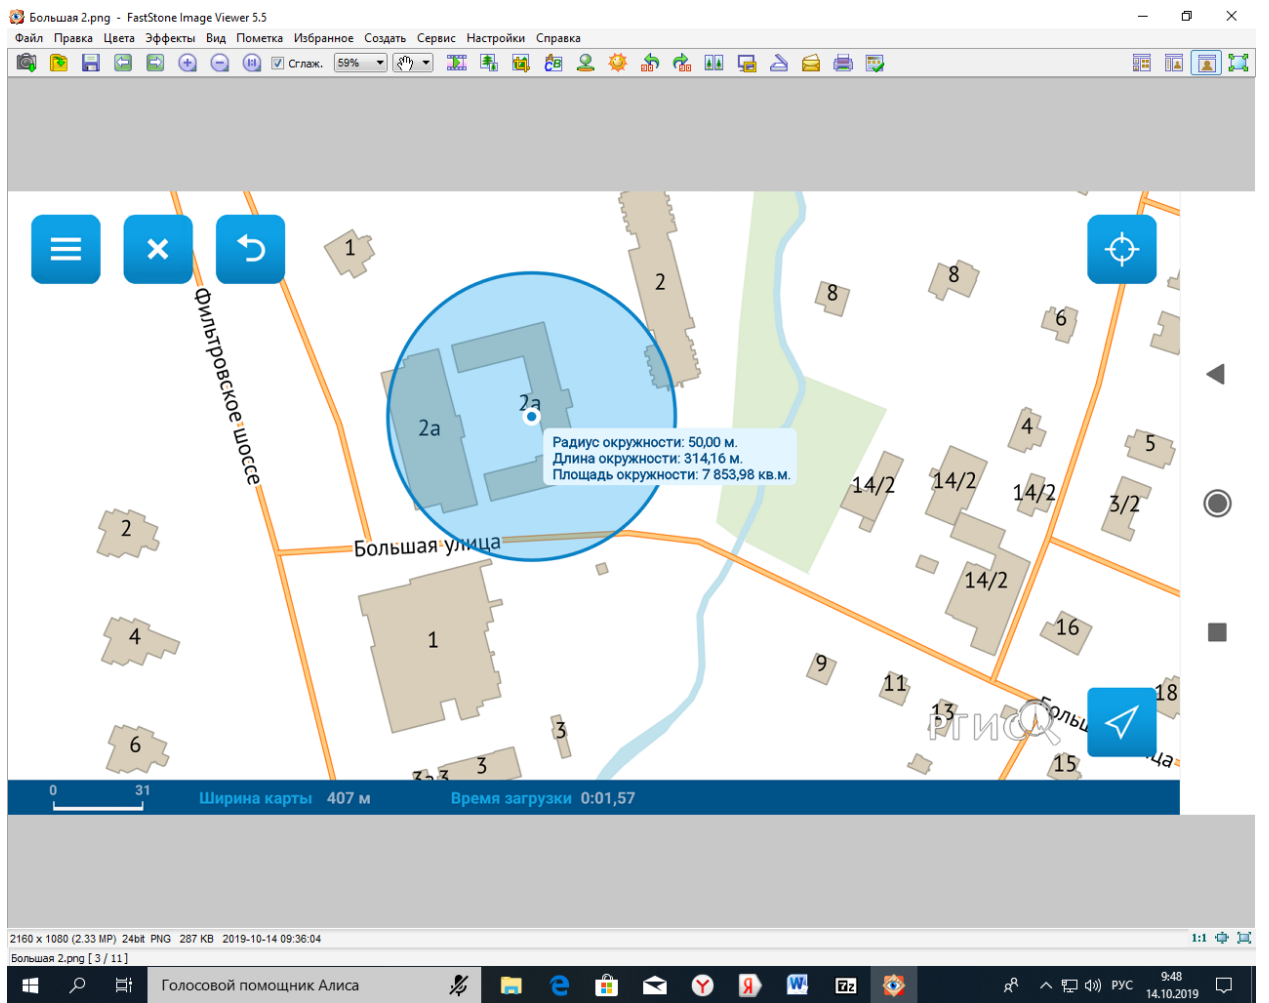 Большая 2.png - FastStone Image Viewer 5.5
Файл Правка Цвета Эффекты Вид Пометка Избранное Создать Сервис Настройки Справка
Сглаж. 59%
1
2
8
8
6
Фильтровское шоссе
2а
2а
4
5
Радиус окружности: 50,00 м.
Длина окружности: 314,16 м.
Площадь окружности: 7 853,98 кв.м.
14/2
14/2
14/2
3/2
2
Большая улица
14/2
4
1
16
9
11
13
18
РГИС
6
3
3
3а
3
15
0 31
Ширина карты 407 м
Время загрузки 0:01,57
2160 x 1080 (2.33 MP) 24bit PNG 287 KB 2019-10-14 09:36:04
1:1
Большая 2.png [ 3 / 11 ]
Голосовой помощник Алиса
РУС
9:48
14.10.2019